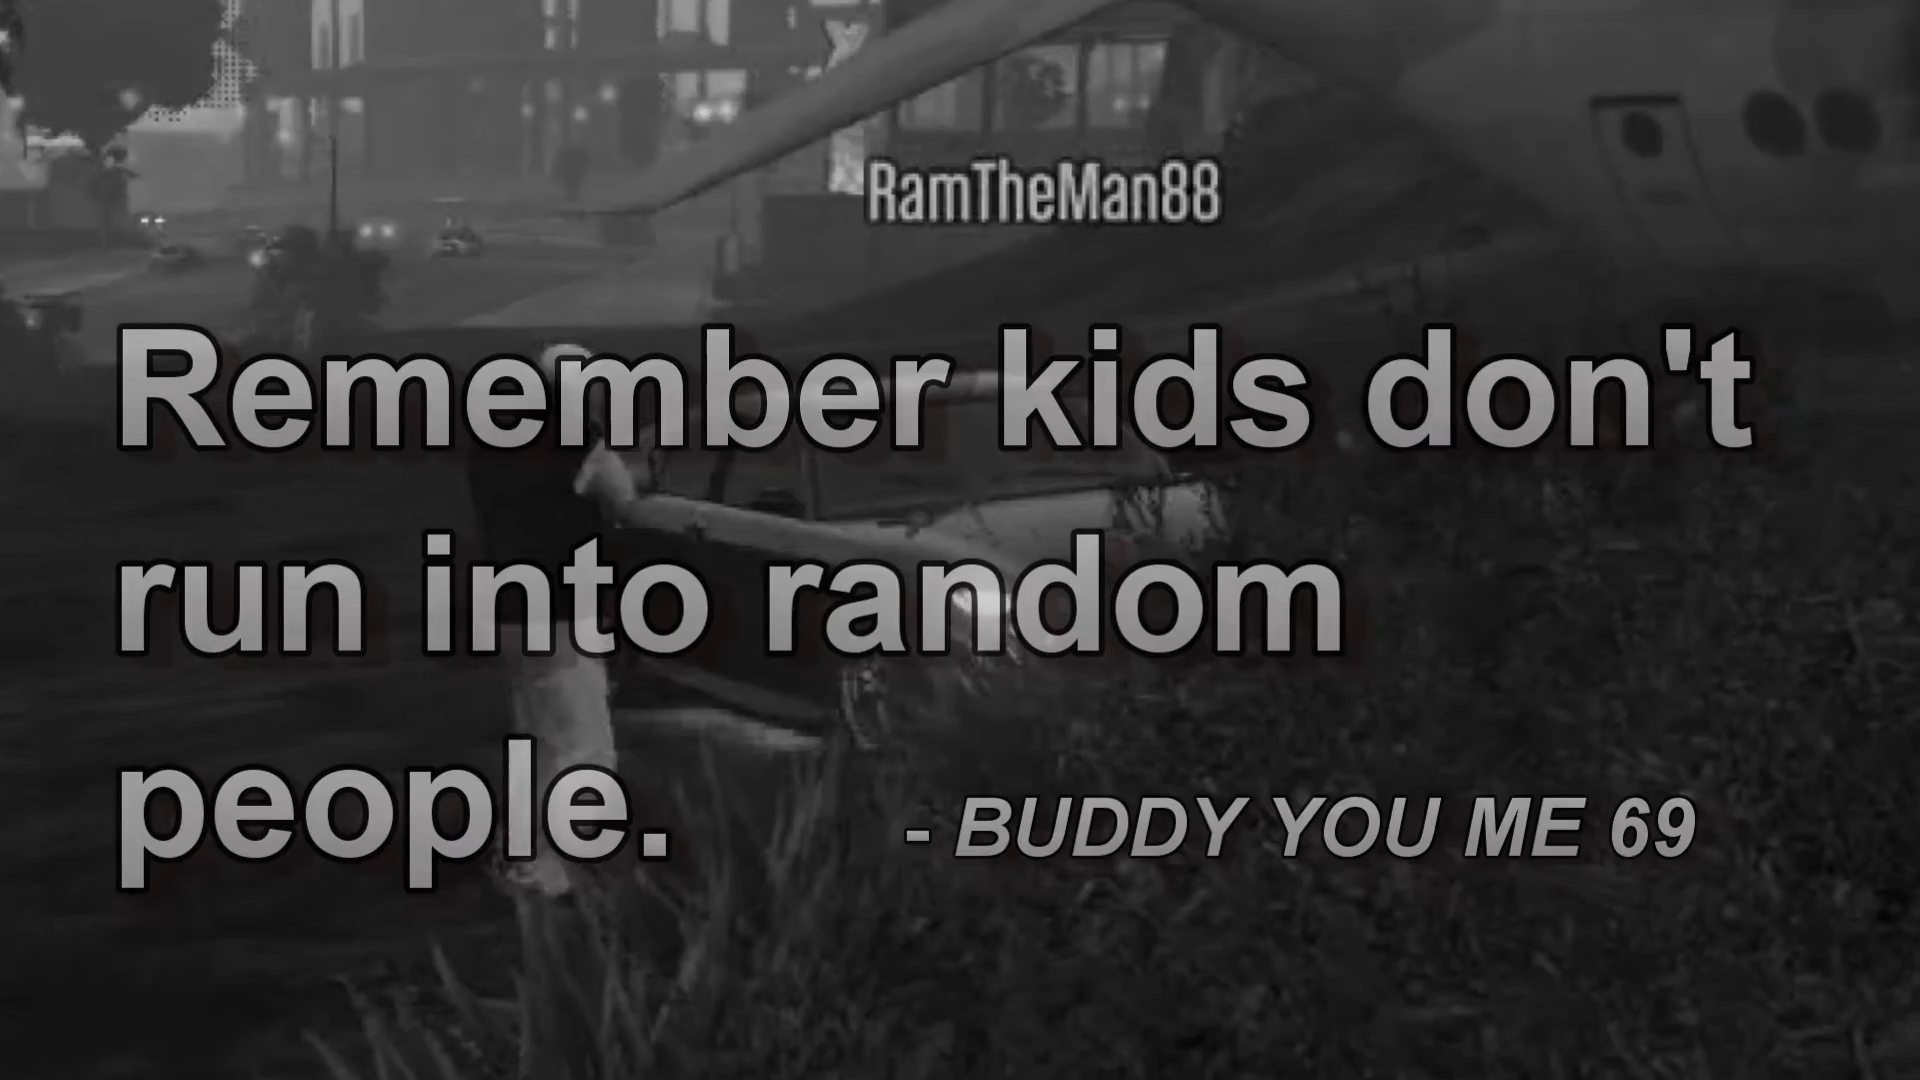 RamTheMan88
Remember kids don't
run into random
people.
- BUDDY YOU ME 69